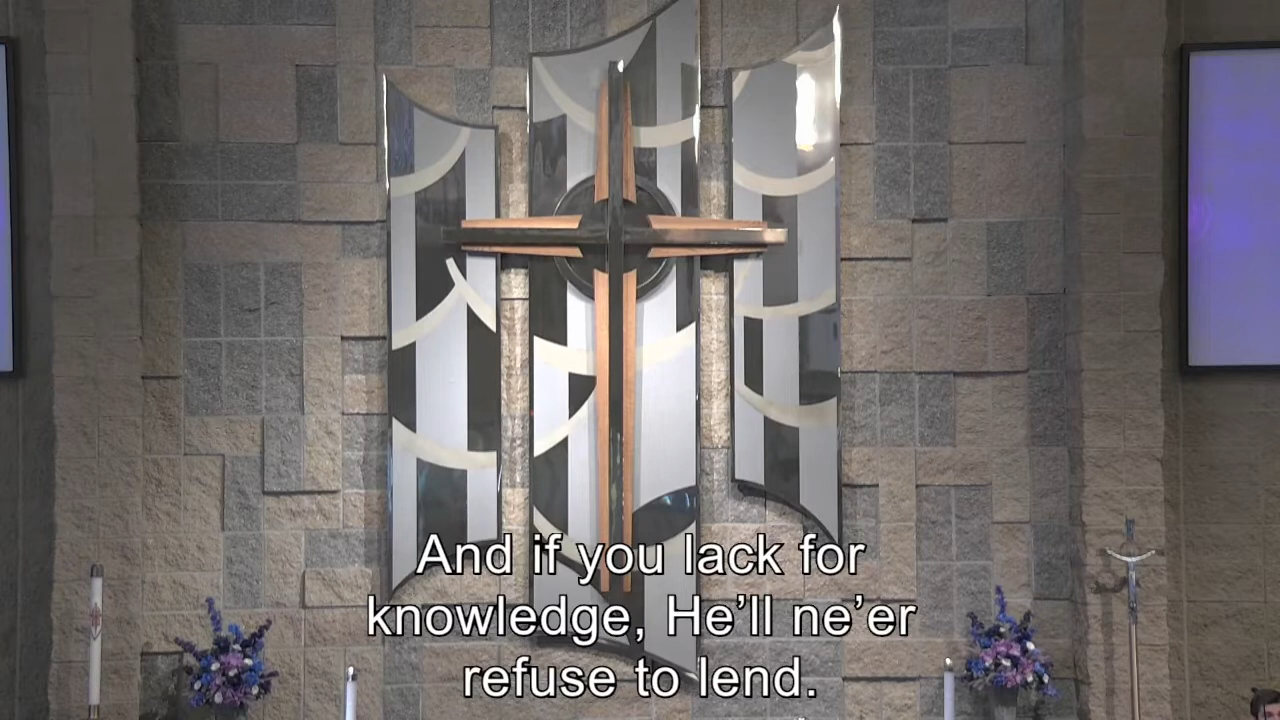 And if you lack for
knowledge, He’ll ne’er
refuse to lend.